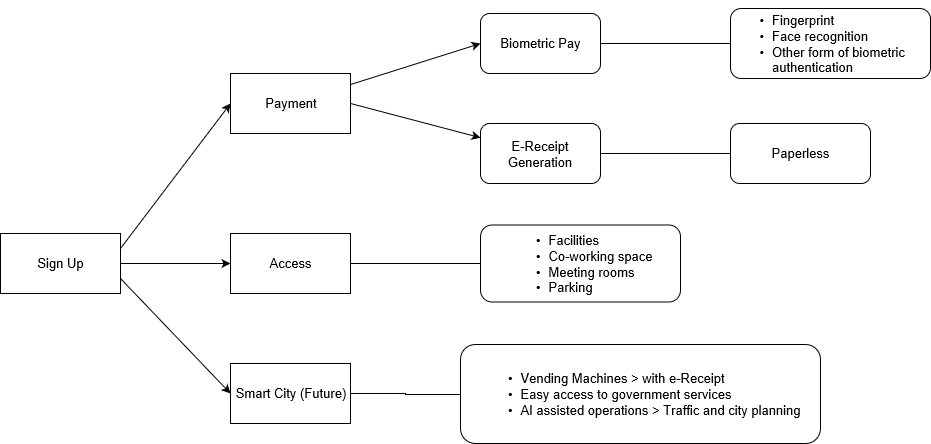 Sign Up
Payment
Biometric Pay
• Fingerprint
• Face recognition
• Other form of biometric
authentication
E-Receipt
Generation
Paperless
Access
• Facilities
• Co-working space
• Meeting rooms
• Parking
Smart City (Future)
• Vending Machines > with e-Receipt
• Easy access to government services
• AI assisted operations > Traffic and city planning